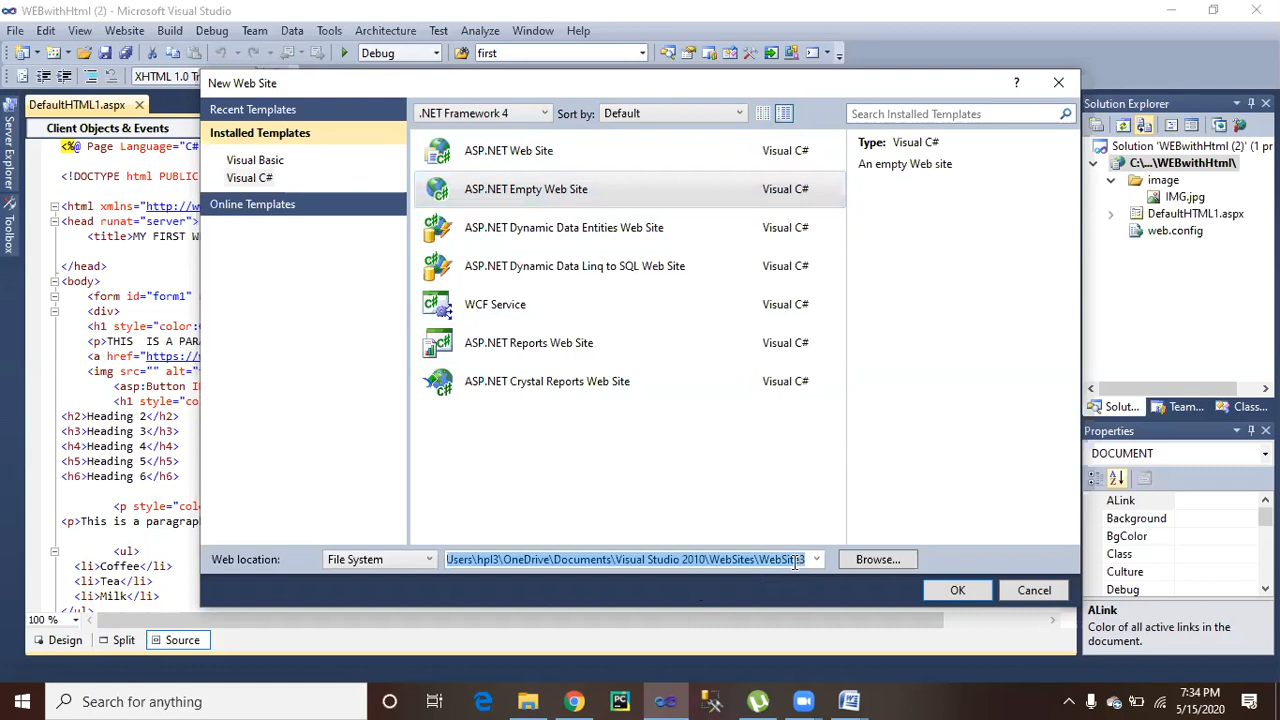 WEBwithHtml (2) - Microsoft Visual Studio
File Edit View Website Build Debug Team Data Tools Architecture Test Analyze Window Help
Debug first
XHTML 1.0 Tr
DefaultHTML1.aspx
Client Objects & Events
<%@ Page Language="C#
<!DOCTYPE html PUBLIC
<html xmlns="http://w
<head runat="server">
<title>MY FIRST W
</head>
<body>
<form id="form1"
<div>
<h1 style="color:
<p>THIS IS A PAR
<a href="https://w
<img src="" alt="
<asp:Button I
<h1 style="c
<h2>Heading 2</h2>
<h3>Heading 3</h3>
<h4>Heading 4</h4>
<h5>Heading 5</h5>
<h6>Heading 6</h6>
<p style="co
<p>This is a paragrap
<ul>
<li>Coffee</li>
<li>Tea</li>
<li>Milk</li>
</ul>
100 %
Design Split Source
Server Explorer
Toolbox
New Web Site
Recent Templates
Installed Templates
Visual Basic
Visual C#
Online Templates
.NET Framework 4 Sort by: Default
ASP.NET Web Site Visual C#
ASP.NET Empty Web Site Visual C#
ASP.NET Dynamic Data Entities Web Site Visual C#
ASP.NET Dynamic Data Linq to SQL Web Site Visual C#
WCF Service Visual C#
ASP.NET Reports Web Site Visual C#
ASP.NET Crystal Reports Web Site Visual C#
Search Installed Templates
Type: Visual C#
An empty Web site
Web location: File System Users\hpl3\OneDrive\Documents\Visual Studio 2010\WebSites\WebSite3 Browse...
OK Cancel
Solution Explorer
Solution 'WEBwithHtml (2)' (1 p
C:\...\WEBwithHtml\
image
IMG.jpg
DefaultHTML1.aspx
web.config
Solut... Team... Class...
Properties
DOCUMENT
ALink
Background
BgColor
Class
Culture
Debug
ALink
Color of all active links in the
document.
Search for anything
7:34 PM
5/15/2020